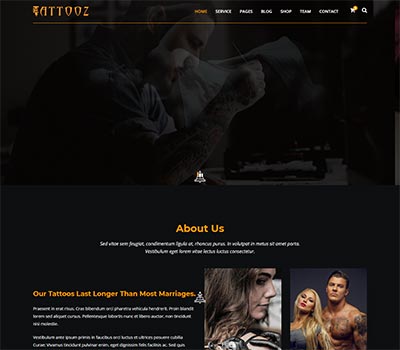 TATTOOZ
HOME SERVICE PAGES BLOG SHOP TEAM CONTACT
About Us
Sed vitae sem feugiat, condimentum ligula at, rhoncus purus. In volutpat in metus sit amet porta.
Vestibulum eget lorem vitae lectus luctus consectetur.
Our Tattoos Last Longer Than Most Marriages.
Praesent in erat risus. Cras bibendum orci pharetra vehicula hendrerit. Proin blandit
lorem sed aliquet cursus. Pellentesque lobortis nunc et libero auctor, non tincidunt
nisi molestie.
Vestibulum ante ipsum primis in faucibus orci luctus et ultrices posuere cubilia
Curae; Vivamus tincidunt pulvinar enim, eget dignissim felis facilisis ac. Sed quis